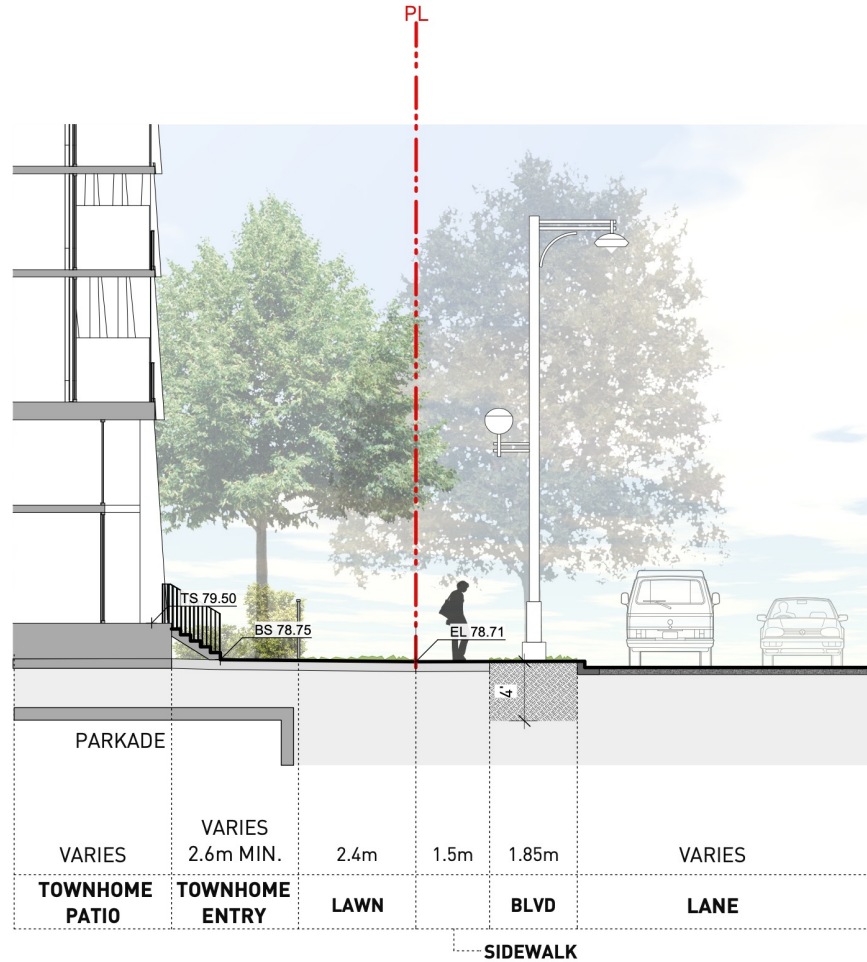 PL
TS 79.50
BS 78.75
EL 78.71
4'
PARKADE
VARIES
VARIES
2.6m MIN.
2.4m
1.5m
1.85m
VARIES
TOWNHOME
PATIO
TOWNHOME
ENTRY
LAWN
BLVD
LANE
SIDEWALK